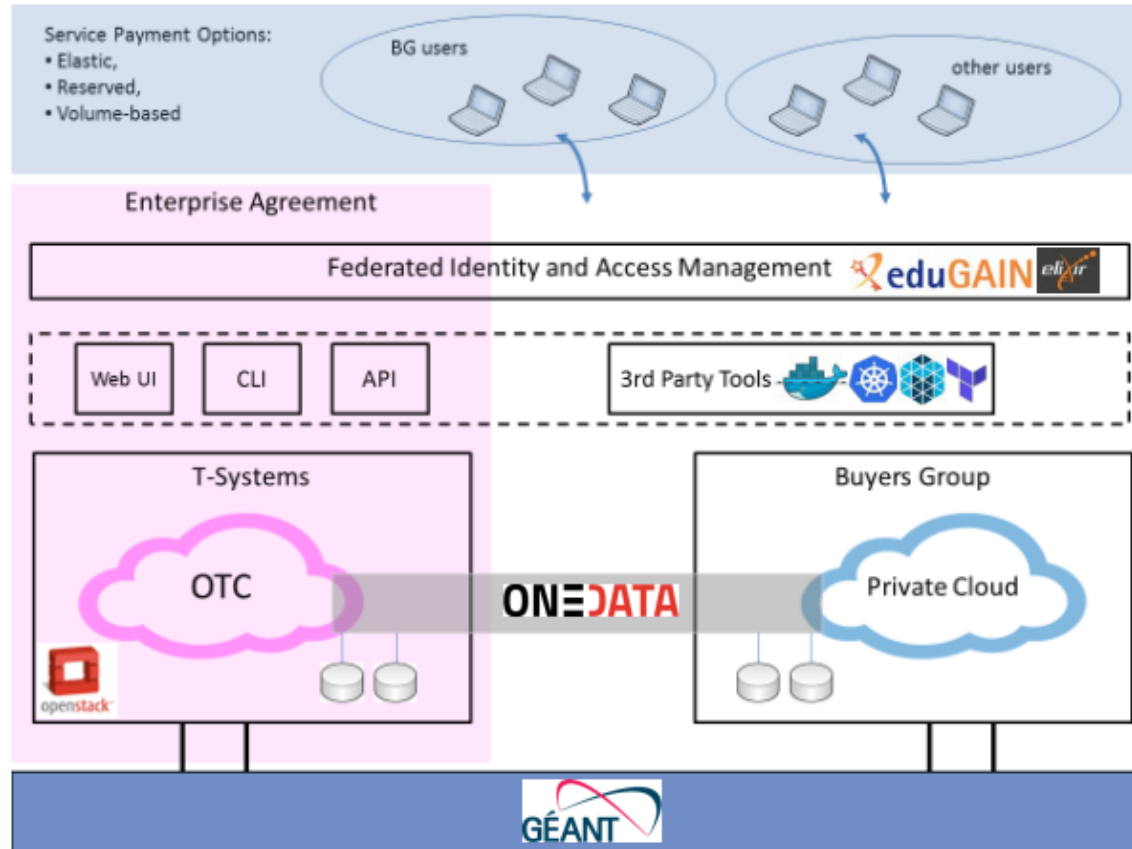 Service Payment Options:
• Elastic,
• Reserved,
• Volume-based
BG users
other users
Enterprise Agreement
Federated Identity and Access Management
eduGAIN
elixir
Web UI
CLI
API
3rd Party Tools
T-Systems
Buyers Group
OTC
ONEDATA
Private Cloud
openstack
GÉANT